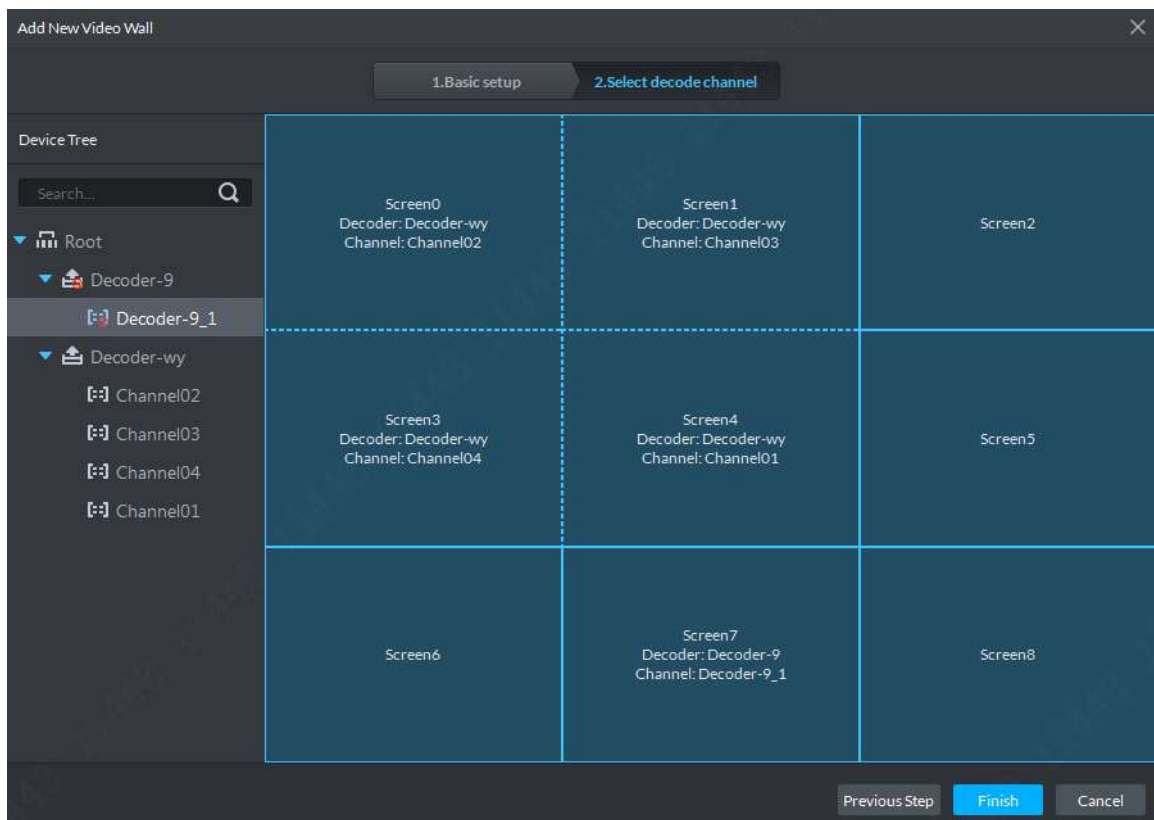 Add New Video Wall
1.Basic setup
2.Select decode channel
Device Tree
Search...
Root
Decoder-9
Decoder-9_1
Decoder-wy
Channel02
Channel03
Channel04
Channel01
Screen0
Decoder: Decoder-wy
Channel: Channel02
Screen1
Decoder: Decoder-wy
Channel: Channel03
Screen2
Screen3
Decoder: Decoder-wy
Channel: Channel04
Screen4
Decoder: Decoder-wy
Channel: Channel01
Screen5
Screen6
Screen7
Decoder: Decoder-9
Channel: Decoder-9_1
Screen8
Previous Step
Finish
Cancel